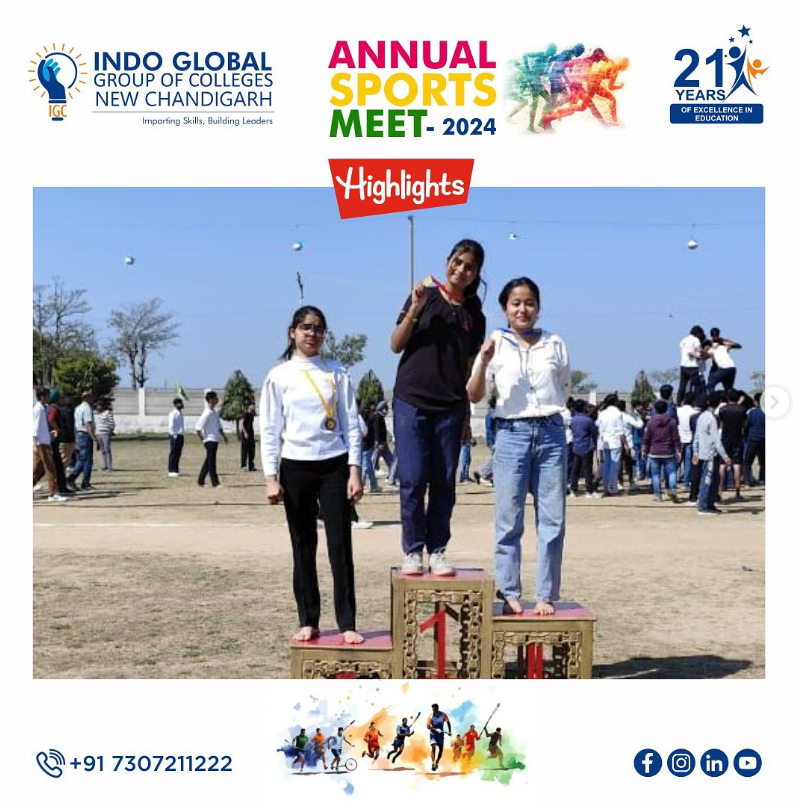 INDO GLOBAL
GROUP OF COLLEGES
NEW CHANDIGARH
Imparting Skills, Building Leaders
IGC
ANNUAL
SPORTS
MEET- 2024
21
YEARS
OF EXCELLENCE IN
EDUCATION
Highlights
1
II
+91 7307211222